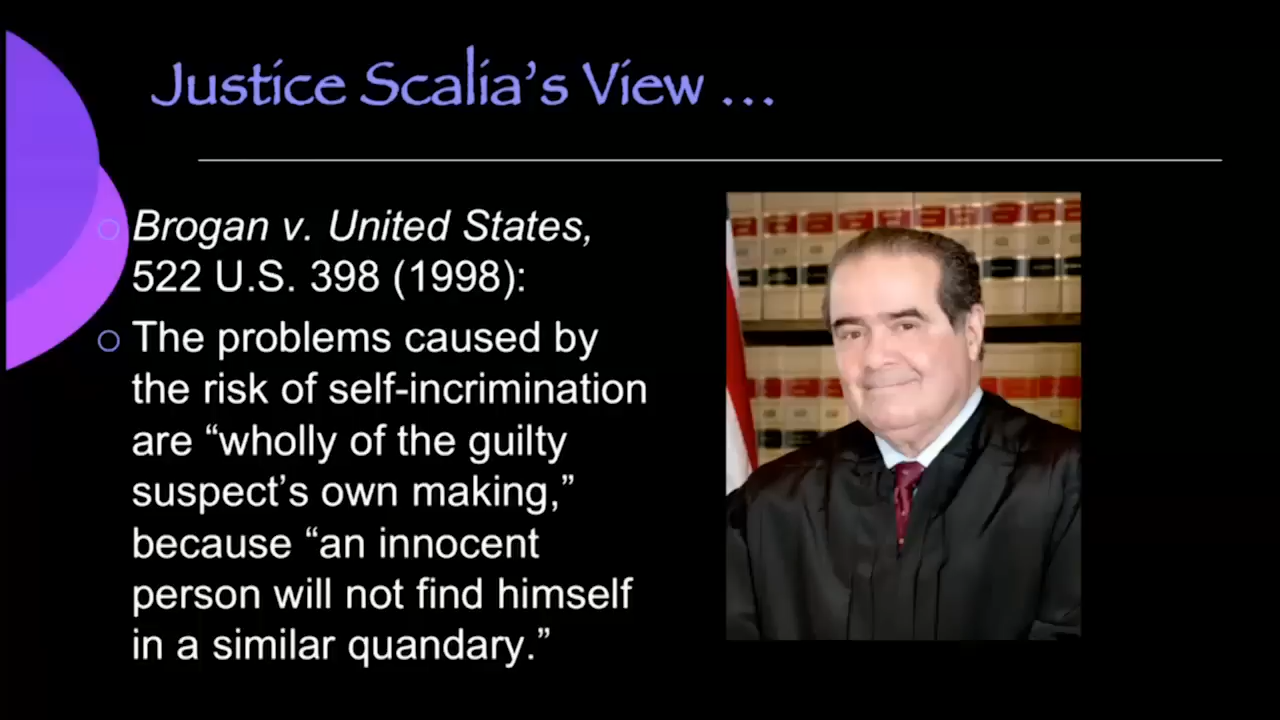 Justice Scalia’s View …
Brogan v. United States,
522 U.S. 398 (1998):
The problems caused by
the risk of self-incrimination
are “wholly of the guilty
suspect’s own making,”
because “an innocent
person will not find himself
in a similar quandary.”